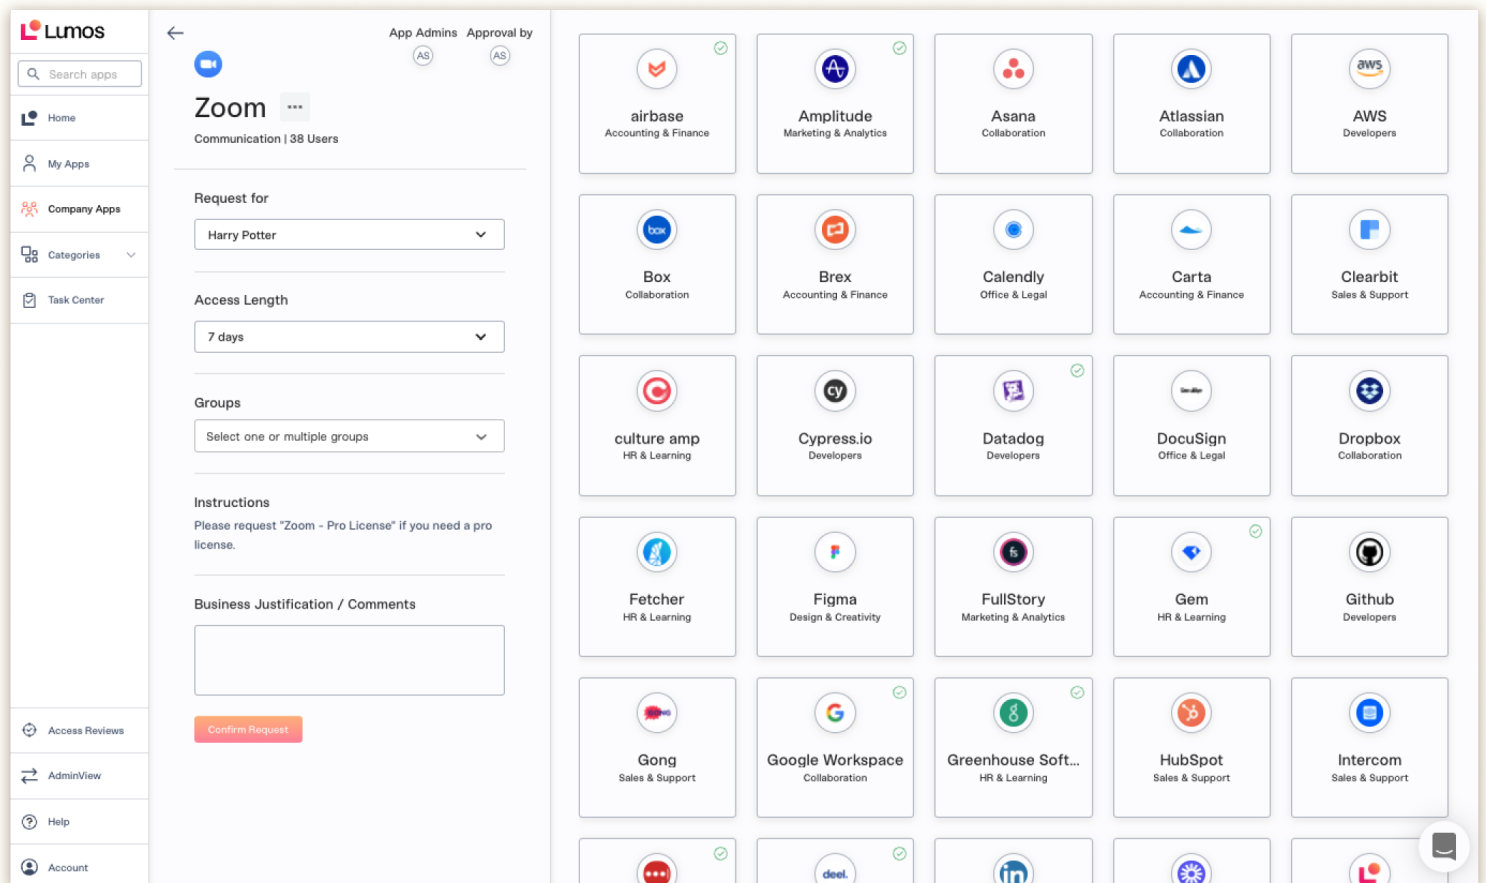 Lumos
Search apps
Home
My Apps
Company Apps
Categories
Task Center
Access Reviews
AdminView
Help
Account
App Admins Approval by
AS AS
Zoom ...
Communication | 38 Users
Request for
Harry Potter
Access Length
7 days
Groups
Select one or multiple groups
Instructions
Please request "Zoom - Pro License" if you need a pro
license.
Business Justification / Comments
Confirm Request
airbase
Accounting & Finance
Amplitude
Marketing & Analytics
Asana
Collaboration
Atlassian
Collaboration
aws
AWS
Developers
box
Box
Collaboration
Brex
Accounting & Finance
Calendly
Office & Legal
Carta
Accounting & Finance
Clearbit
Sales & Support
culture amp
HR & Learning
cy
Cypress.io
Developers
Datadog
Developers
DocuSign
Office & Legal
Dropbox
Collaboration
Fetcher
HR & Learning
Figma
Design & Creativity
fs
FullStory
Marketing & Analytics
Gem
HR & Learning
Github
Developers
GONG
Gong
Sales & Support
G
Google Workspace
Collaboration
Greenhouse Soft...
HR & Learning
HubSpot
Sales & Support
Intercom
Sales & Support
deel.
in